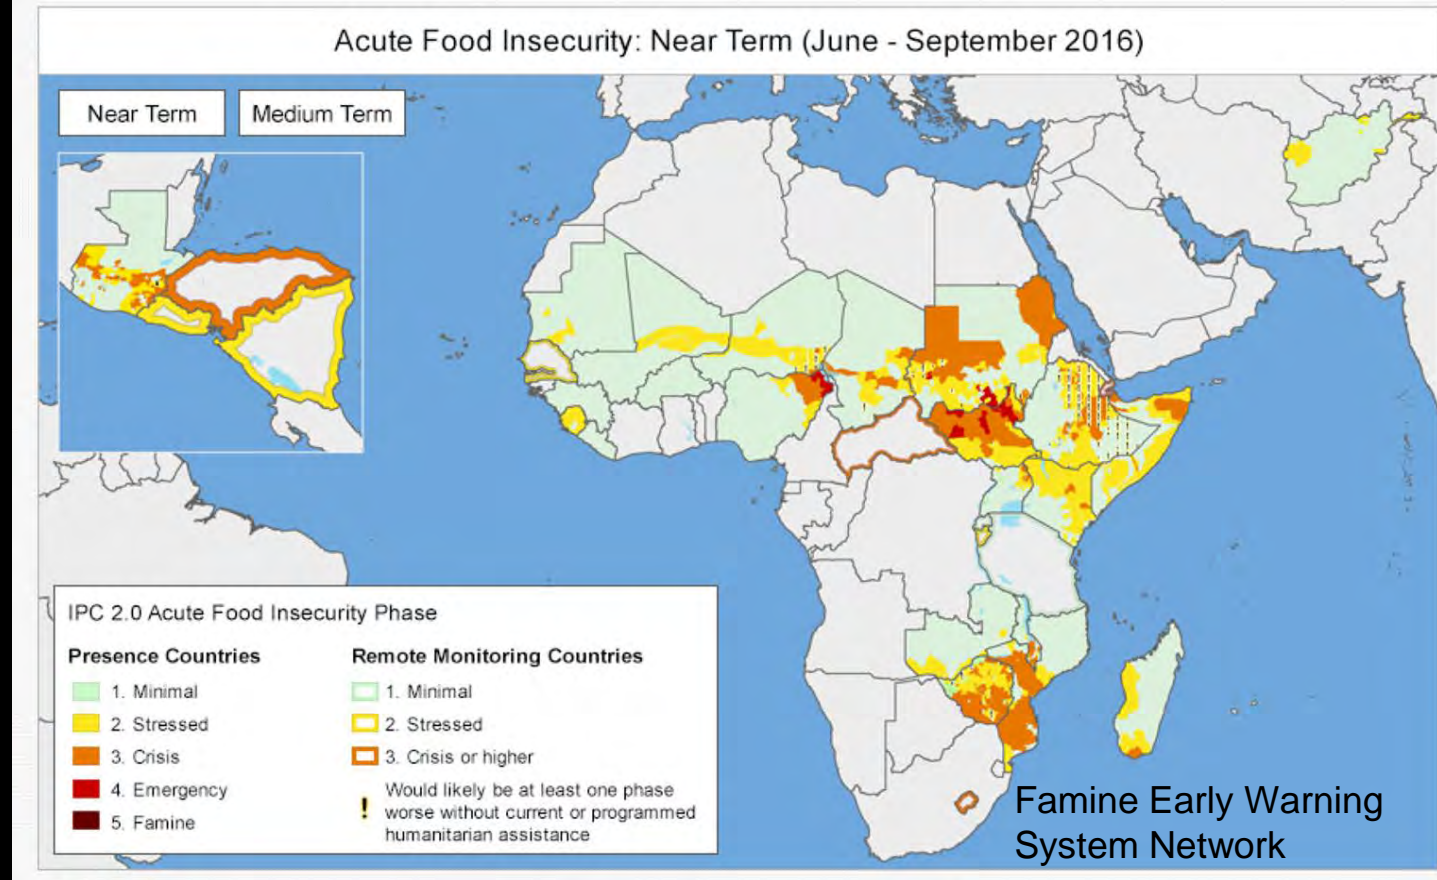 Acute Food Insecurity: Near Term (June - September 2016)
Near Term
Medium Term
IPC 2.0 Acute Food Insecurity Phase
Presence Countries
1. Minimal
2. Stressed
3. Crisis
4. Emergency
5. Famine
Remote Monitoring Countries
1. Minimal
2. Stressed
3. Crisis or higher
! Would likely be at least one phase
worse without current or programmed
humanitarian assistance
Famine Early Warning
System Network